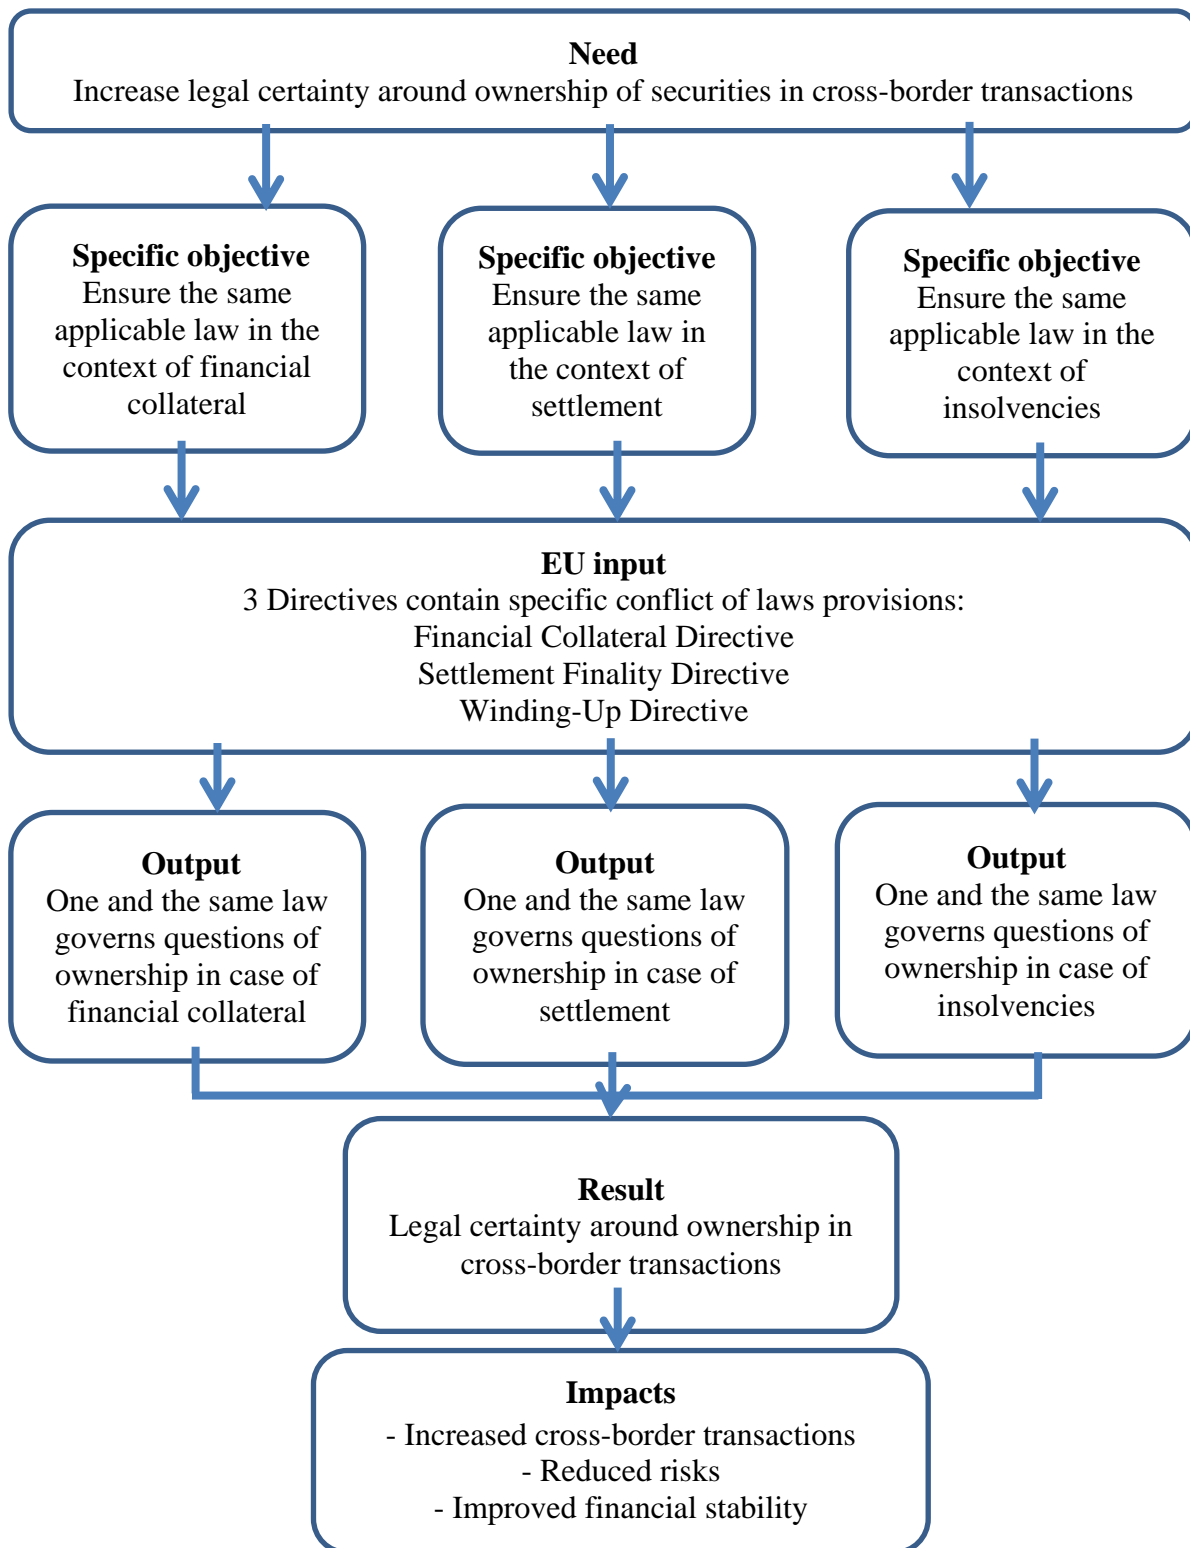 Need
Increase legal certainty around ownership of securities in cross-border transactions
Specific objective
Ensure the same
applicable law in the
context of financial
collateral
Specific objective
Ensure the same
applicable law in
the context of
settlement
Specific objective
Ensure the same
applicable law in the
context of
insolvencies
EU input
3 Directives contain specific conflict of laws provisions:
Financial Collateral Directive
Settlement Finality Directive
Winding-Up Directive
Output
One and the same law
governs questions of
ownership in case of
financial collateral
Output
One and the same law
governs questions of
ownership in case of
settlement
Output
One and the same law
governs questions of
ownership in case of
insolvencies
Result
Legal certainty around ownership in
cross-border transactions
Impacts
- Increased cross-border transactions
- Reduced risks
- Improved financial stability